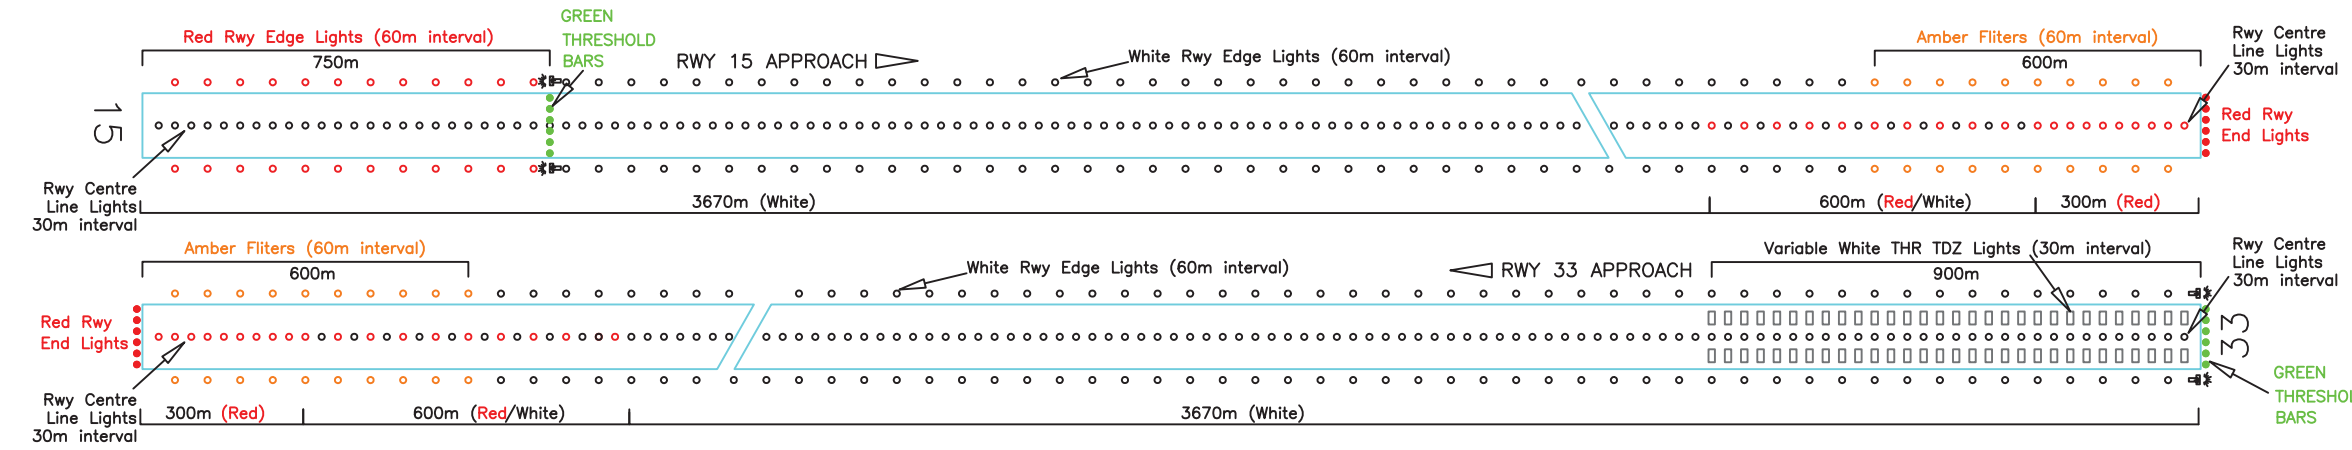 GREEN
THRESHOLD
BARS
Red Rwy Edge Lights (60m interval)
750m
RWY 15 APPROACH
White Rwy Edge Lights (60m interval)
Amber Fliters (60m interval)
600m
Rwy Centre
Line Lights
30m interval
15
Red Rwy
End Lights
Rwy Centre
Line Lights
30m interval
3670m (White)
600m (Red/White)
300m (Red)
Amber Fliters (60m interval)
600m
White Rwy Edge Lights (60m interval)
RWY 33 APPROACH
Variable White THR TDZ Lights (30m interval)
900m
Rwy Centre
Line Lights
30m interval
Red Rwy
End Lights
33
GREEN
THRESHOL
BARS
Rwy Centre
Line Lights
30m interval
300m (Red)
600m (Red/White)
3670m (White)